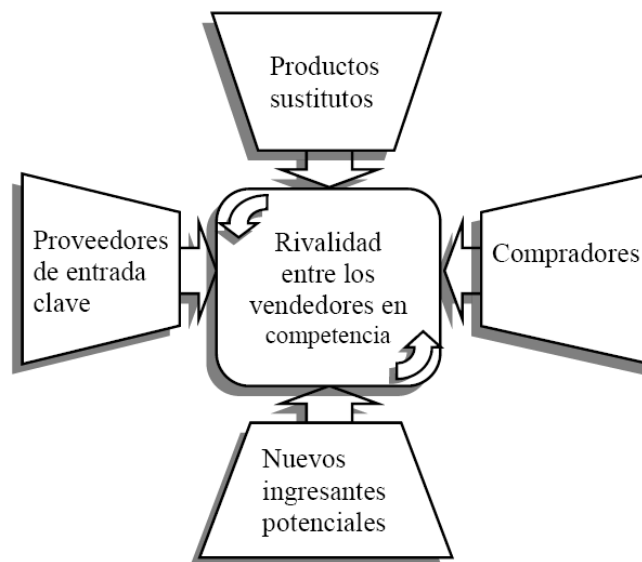 Productos
sustitutos
Proveedores
de entrada
clave
Rivalidad
entre los
vendedores en
competencia
Compradores
Nuevos
ingresantes
potenciales